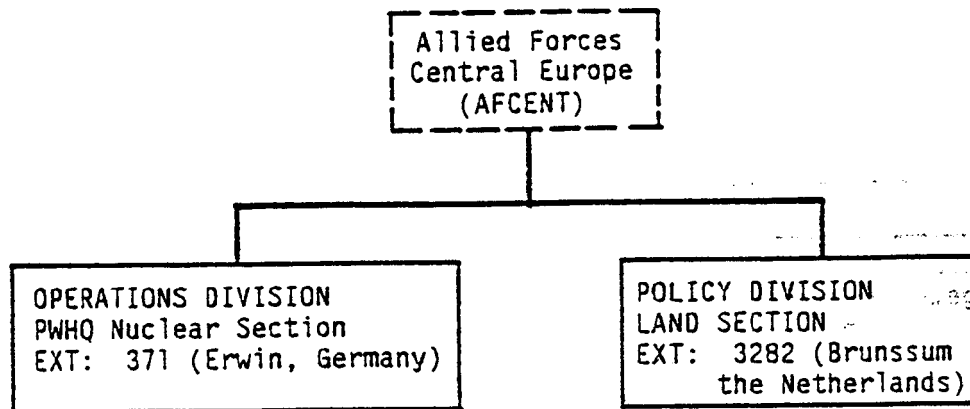 Allied Forces
Central Europe
(AFCENT)
OPERATIONS DIVISION
PWHQ Nuclear Section
EXT: 371 (Erwin, Germany)
POLICY DIVISION
LAND SECTION
EXT: 3282 (Brunssum
the Netherlands)